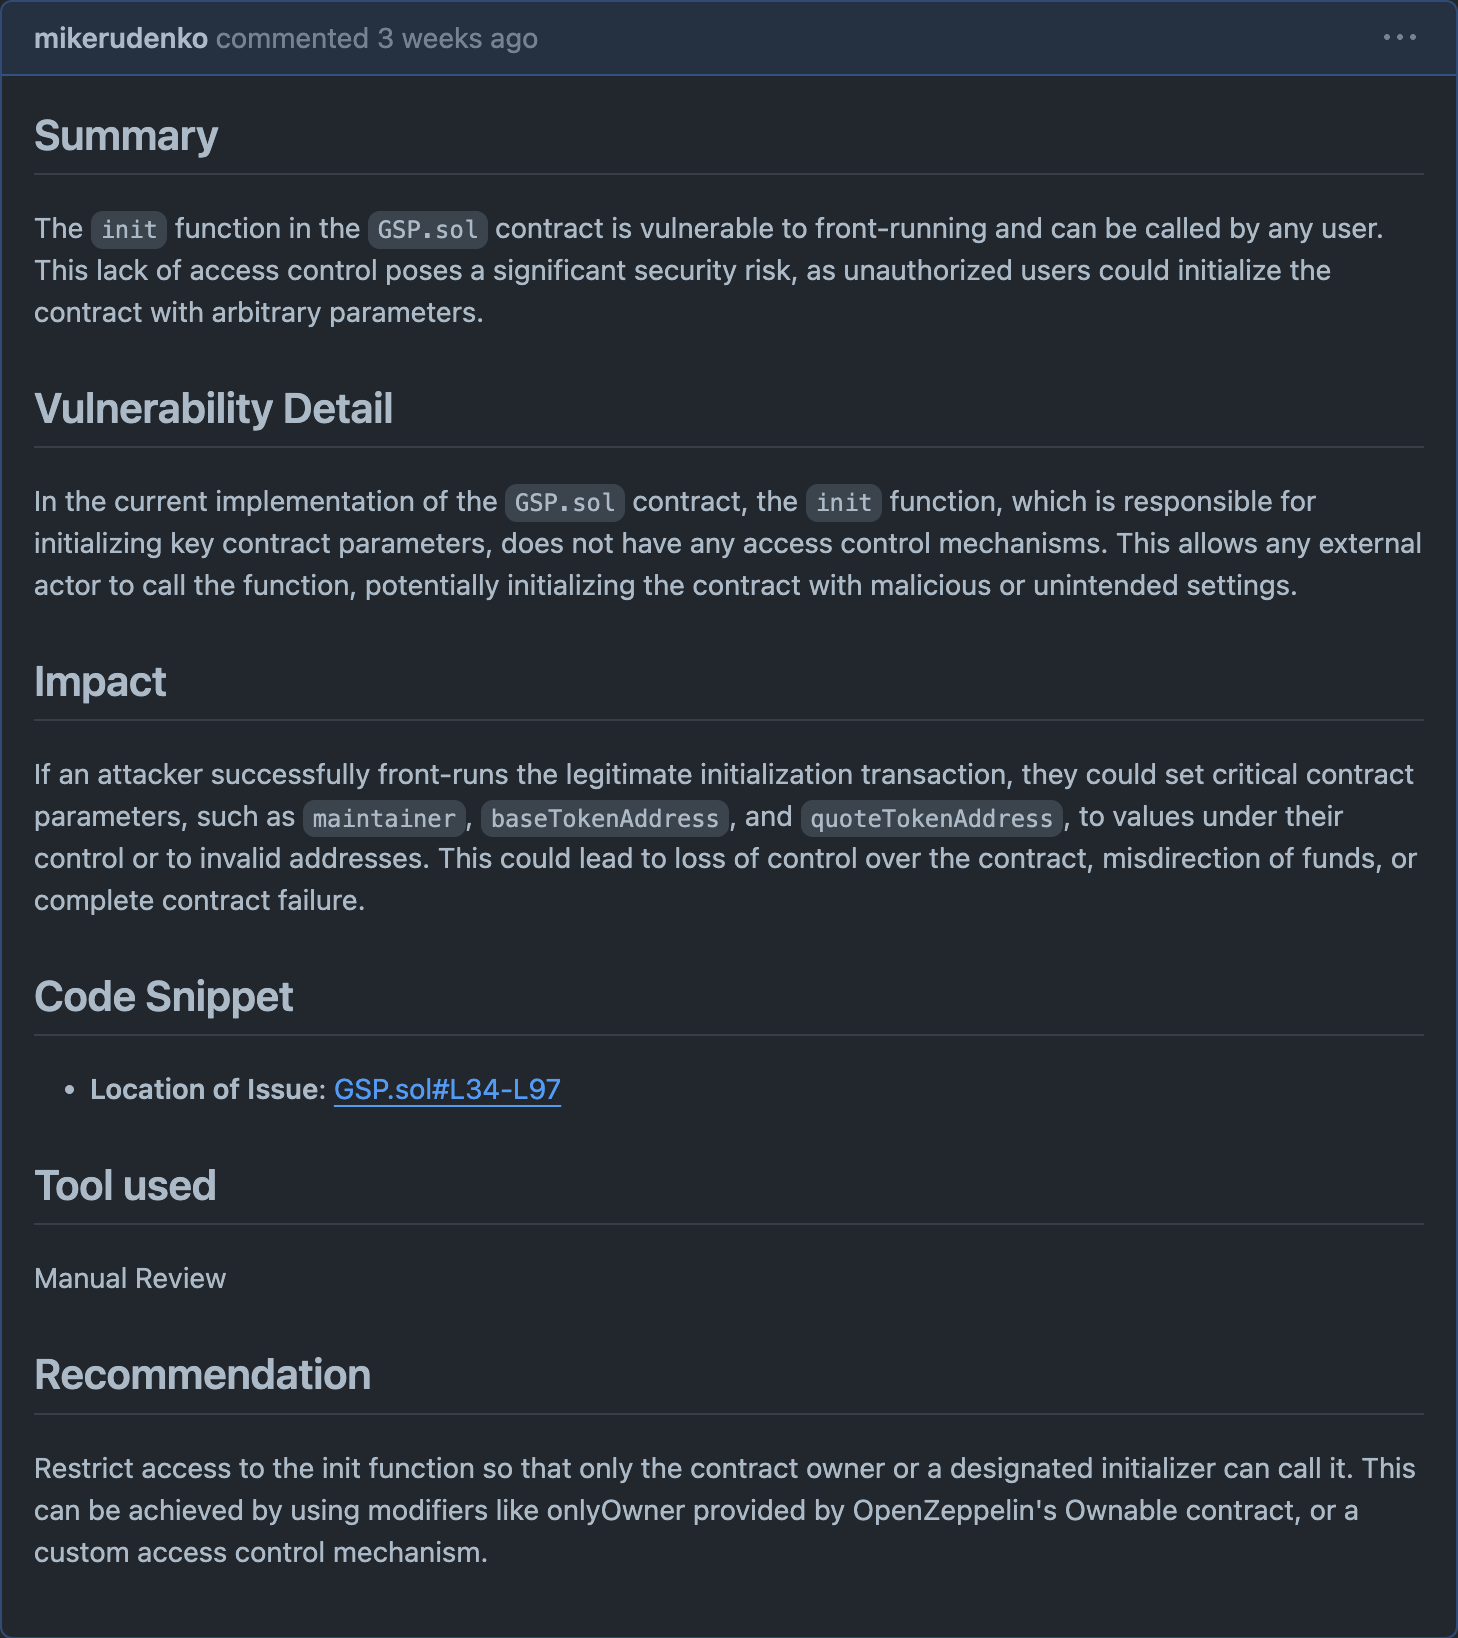 mikerudenko commented 3 weeks ago
Summary
The init function in the GSP.sol contract is vulnerable to front-running and can be called by any user.
This lack of access control poses a significant security risk, as unauthorized users could initialize the
contract with arbitrary parameters.
Vulnerability Detail
In the current implementation of the GSP.sol contract, the init function, which is responsible for
initializing key contract parameters, does not have any access control mechanisms. This allows any external
actor to call the function, potentially initializing the contract with malicious or unintended settings.
Impact
If an attacker successfully front-runs the legitimate initialization transaction, they could set critical contract
parameters, such as maintainer, baseTokenAddress, and quoteTokenAddress, to values under their
control or to invalid addresses. This could lead to loss of control over the contract, misdirection of funds, or
complete contract failure.
Code Snippet
• Location of Issue: GSP.sol#L34-L97
Tool used
Manual Review
Recommendation
Restrict access to the init function so that only the contract owner or a designated initializer can call it. This
can be achieved by using modifiers like onlyOwner provided by OpenZeppelin's Ownable contract, or a
custom access control mechanism.